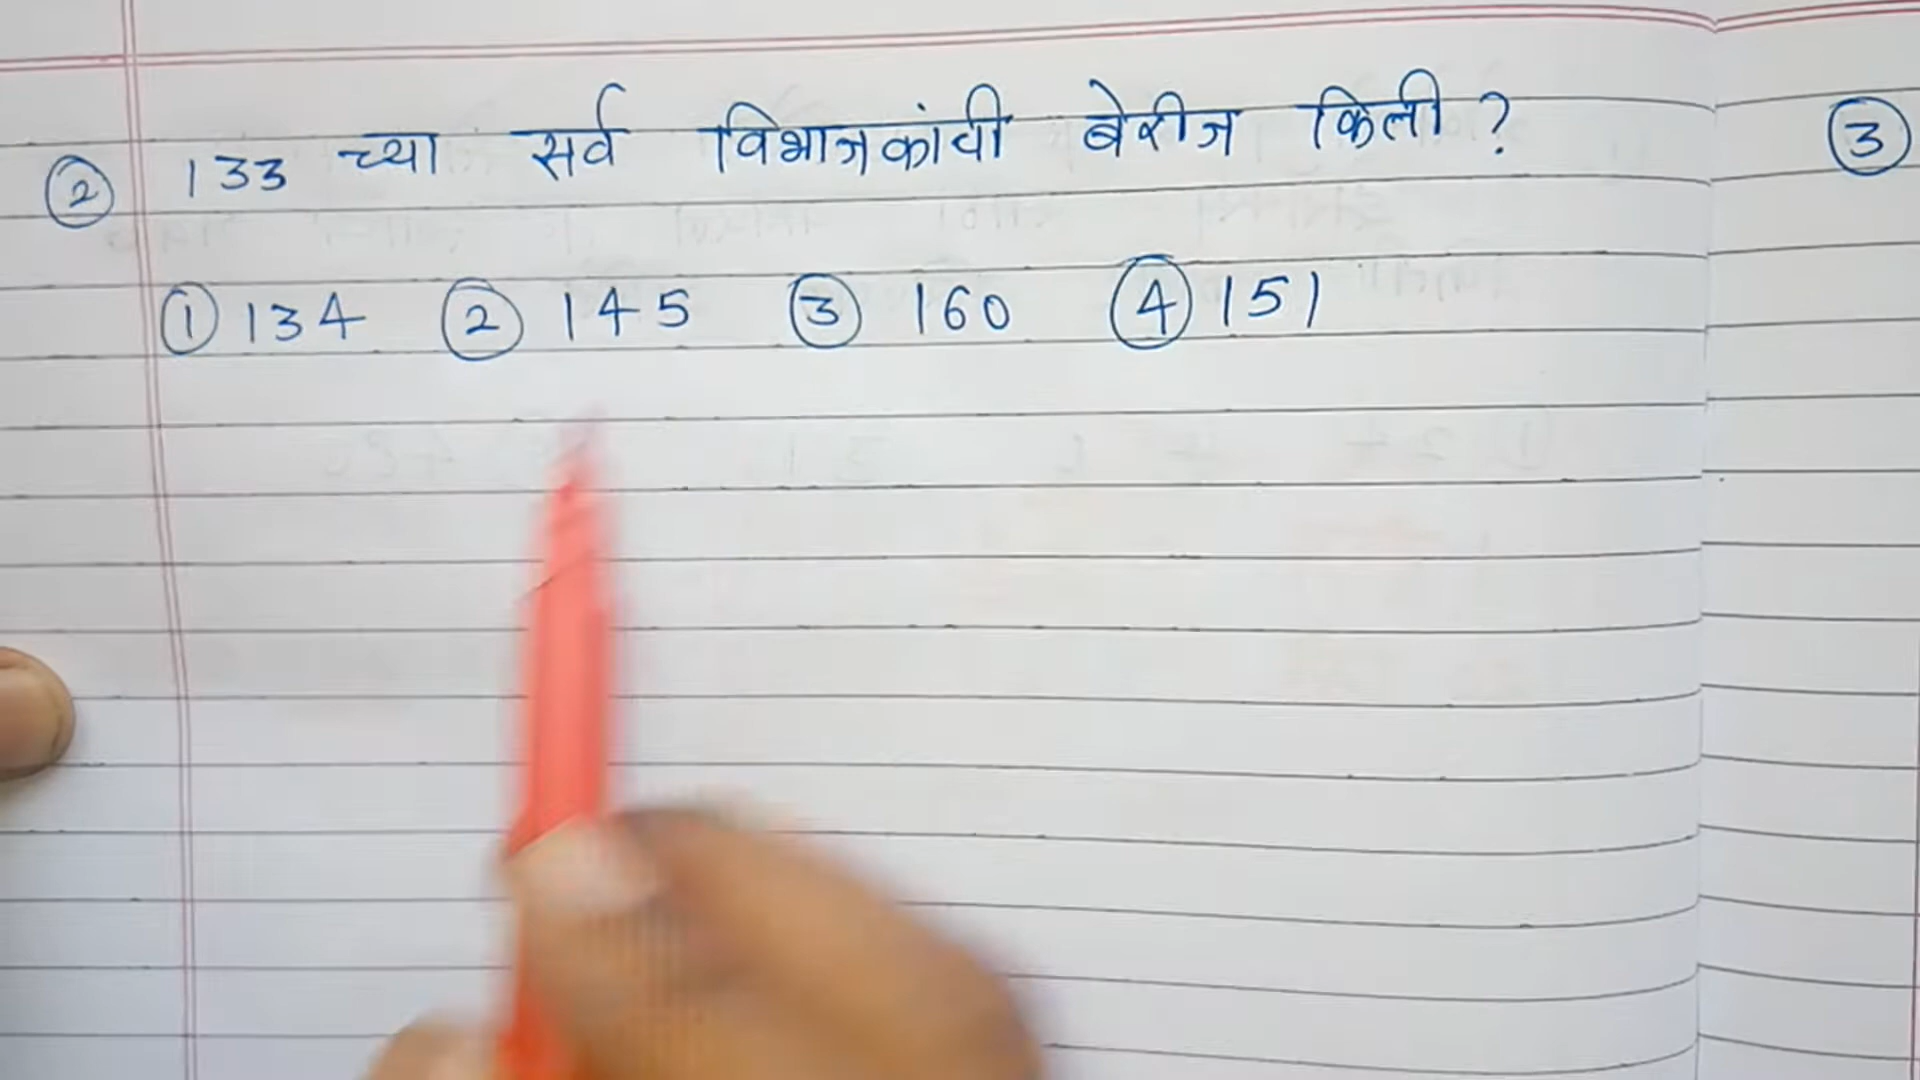 ② 133 च्या सर्व विभाजकांची बेरीज किती ?
① 134 ② 145 ③ 160 ④ 151
③